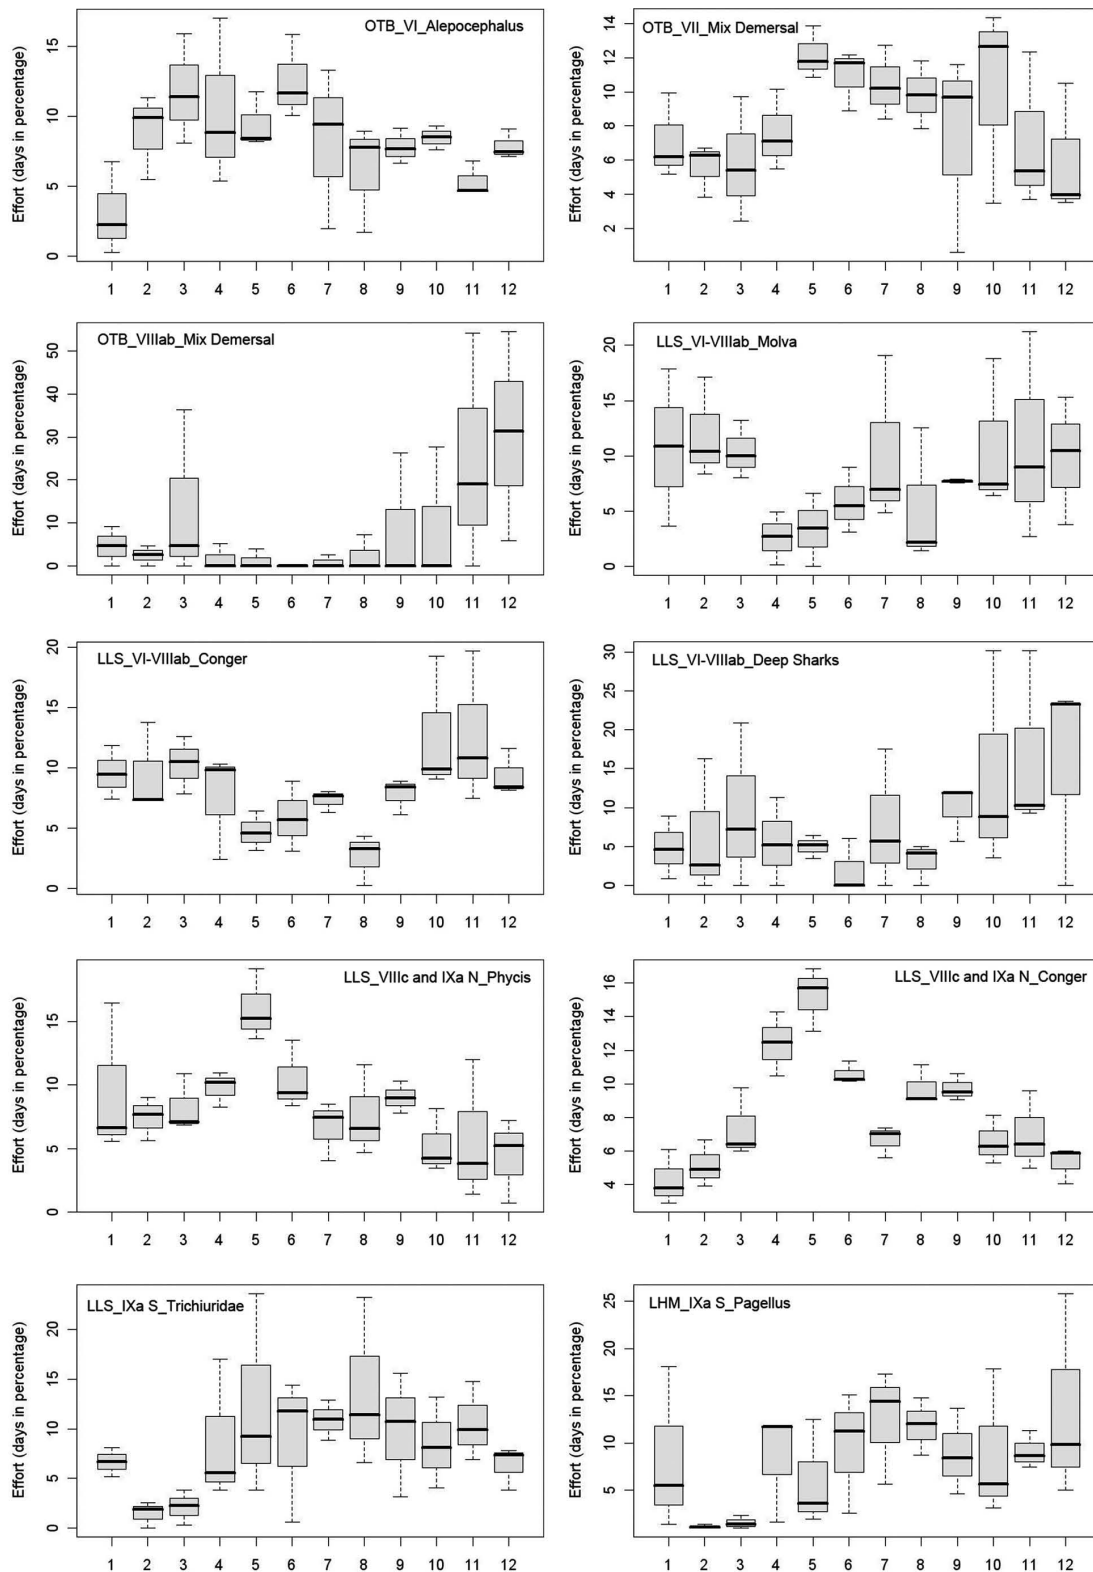 OTB_VI_Alepocephalus
Effort (days in percentage)
0 5 10 15
1 2 3 4 5 6 7 8 9 10 11 12
OTB_VII_Mix Demersal
Effort (days in percentage)
2 4 6 8 10 12 14
1 2 3 4 5 6 7 8 9 10 11 12
OTB_VIIIab_Mix Demersal
Effort (days in percentage)
0 10 20 30 40 50
1 2 3 4 5 6 7 8 9 10 11 12
LLS_VI-VIIIab_Molva
Effort (days in percentage)
0 5 10 15 20
1 2 3 4 5 6 7 8 9 10 11 12
LLS_VI-VIIIab_Conger
Effort (days in percentage)
0 5 10 15 20
1 2 3 4 5 6 7 8 9 10 11 12
LLS_VI-VIIIab_Deep Sharks
Effort (days in percentage)
0 5 10 15 20 25 30
1 2 3 4 5 6 7 8 9 10 11 12
LLS_VIIIc and IXa N_Phycis
Effort (days in percentage)
0 5 10 15
1 2 3 4 5 6 7 8 9 10 11 12
LLS_VIIIc and IXa N_Conger
Effort (days in percentage)
4 6 8 10 12 14 16
1 2 3 4 5 6 7 8 9 10 11 12
LLS_IXa S_Trichiuridae
Effort (days in percentage)
0 5 10 15 20
1 2 3 4 5 6 7 8 9 10 11 12
LHM_IXa S_Pagellus
Effort (days in percentage)
5 10 15 20 25
1 2 3 4 5 6 7 8 9 10 11 12